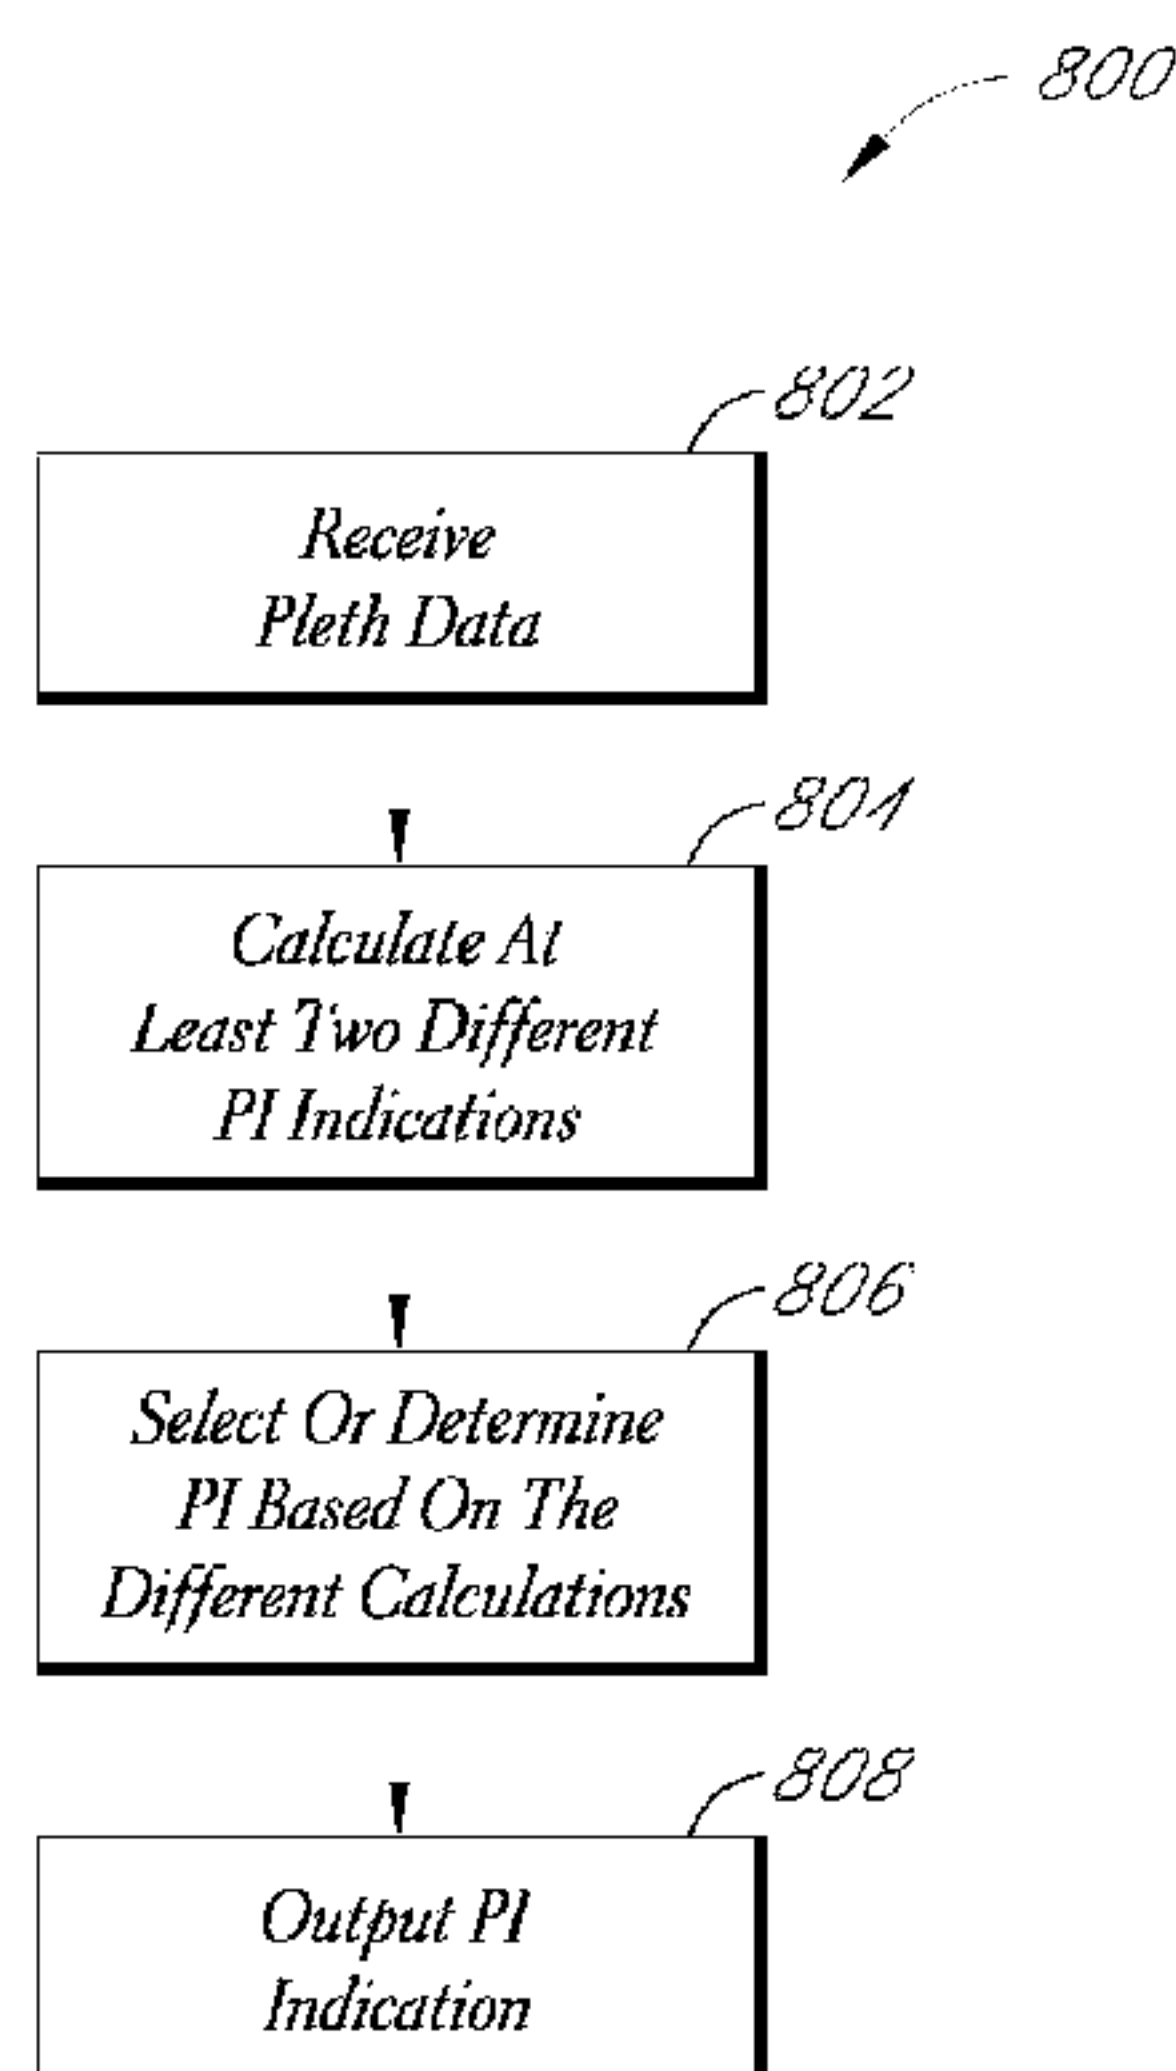 800
802
Receive
Pleth Data
804
Calculate At
Least Two Different
PI Indications
806
Select Or Determine
PI Based On The
Different Calculations
808
Output PI
Indication